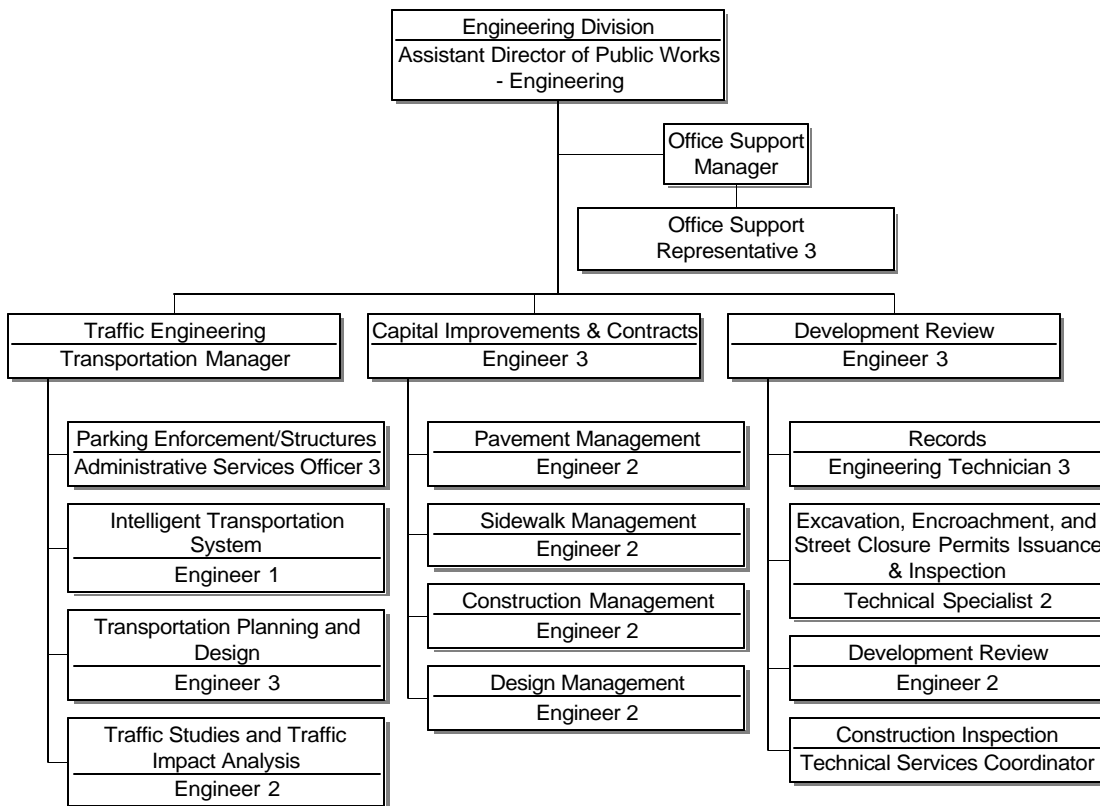 Engineering Division
Assistant Director of Public Works
- Engineering
Office Support
Manager
Office Support
Representative 3
Traffic Engineering
Transportation Manager
Parking Enforcement/Structures
Administrative Services Officer 3
Intelligent Transportation
System
Engineer 1
Transportation Planning and
Design
Engineer 3
Traffic Studies and Traffic
Impact Analysis
Engineer 2
Capital Improvements & Contracts
Engineer 3
Pavement Management
Engineer 2
Sidewalk Management
Engineer 2
Construction Management
Engineer 2
Design Management
Engineer 2
Development Review
Engineer 3
Records
Engineering Technician 3
Excavation, Encroachment, and
Street Closure Permits Issuance
& Inspection
Technical Specialist 2
Development Review
Engineer 2
Construction Inspection
Technical Services Coordinator